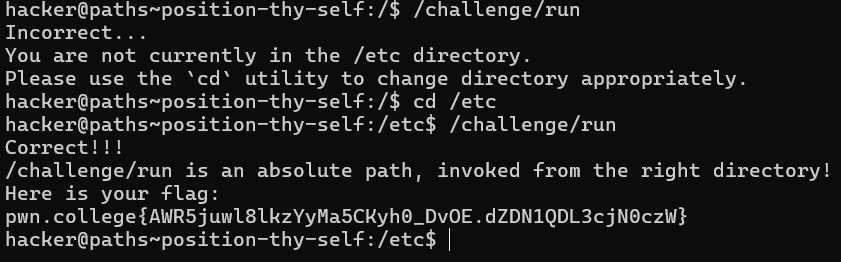 hacker@paths~position-thy-self:/$ /challenge/run
Incorrect...
You are not currently in the /etc directory.
Please use the `cd` utility to change directory appropriately.
hacker@paths~position-thy-self:/$ cd /etc
hacker@paths~position-thy-self:/etc$ /challenge/run
Correct!!!
/challenge/run is an absolute path, invoked from the right directory!
Here is your flag:
pwn.college{AWR5juwl8lkzYyMa5CKyh0_DvOE.dZDN1QDL3cjN0czW}
hacker@paths~position-thy-self:/etc$